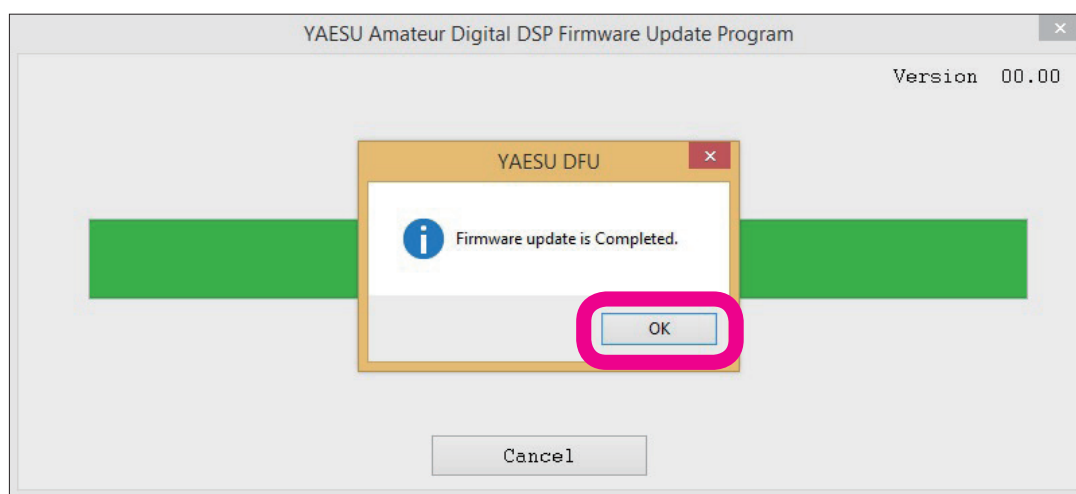 YAESU Amateur Digital DSP Firmware Update Program
Version 00.00
YAESU DFU
Firmware update is Completed.
OK
Cancel